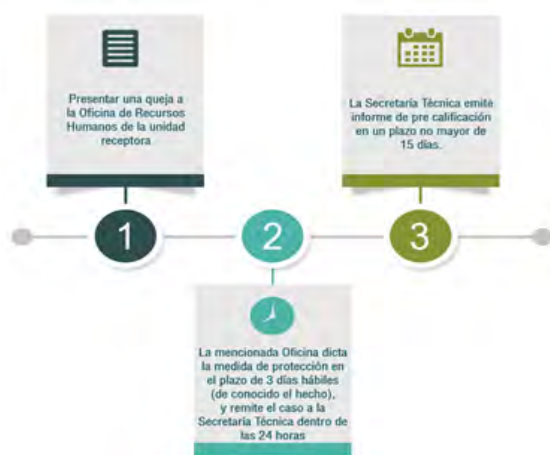 Presentar una queja a
la Oficina de Recursos
Humanos de la unidad
receptora
1
La mencionada Oficina dicta
la medida de protección en
el plazo de 3 días hábiles
(de conocido el hecho),
y remite el caso a la
Secretaría Técnica dentro de
las 24 horas
2
La Secretaría Técnica emite
informe de pre calificación
en un plazo no mayor de
15 días.
3